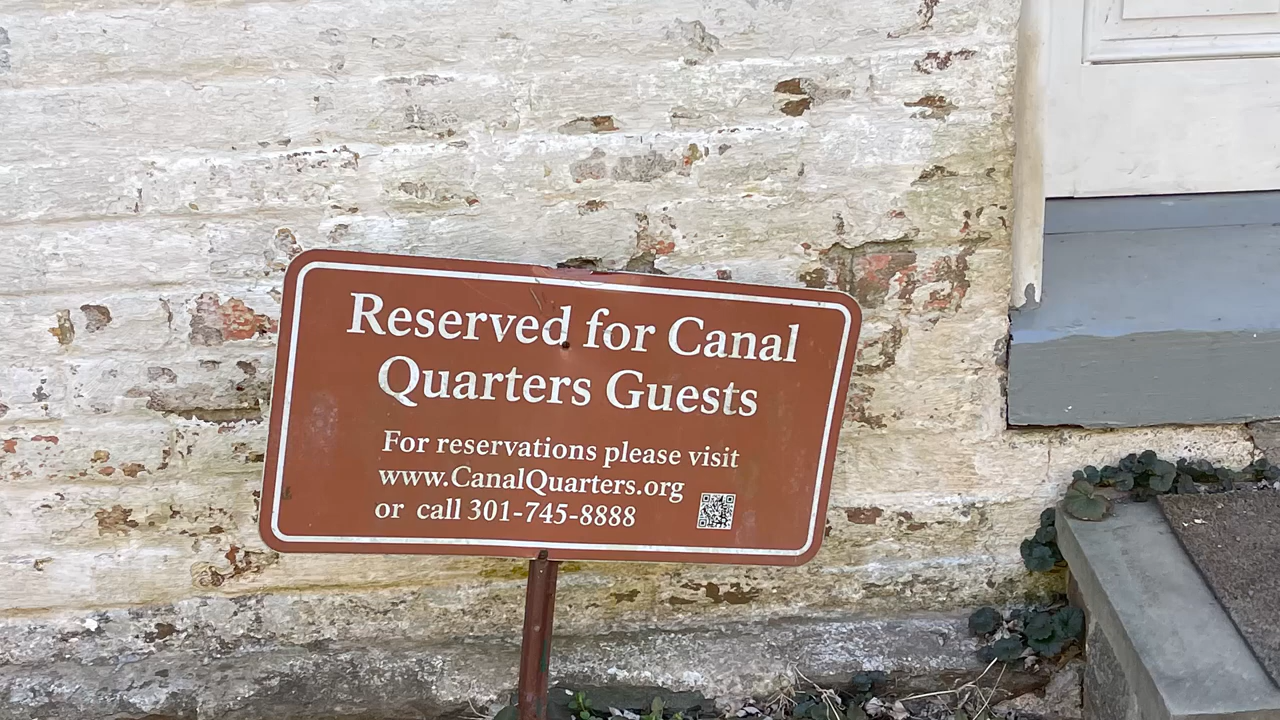 Reserved for Canal
Quarters Guests
For reservations please visit
www.CanalQuarters.org
or call 301-745-8888